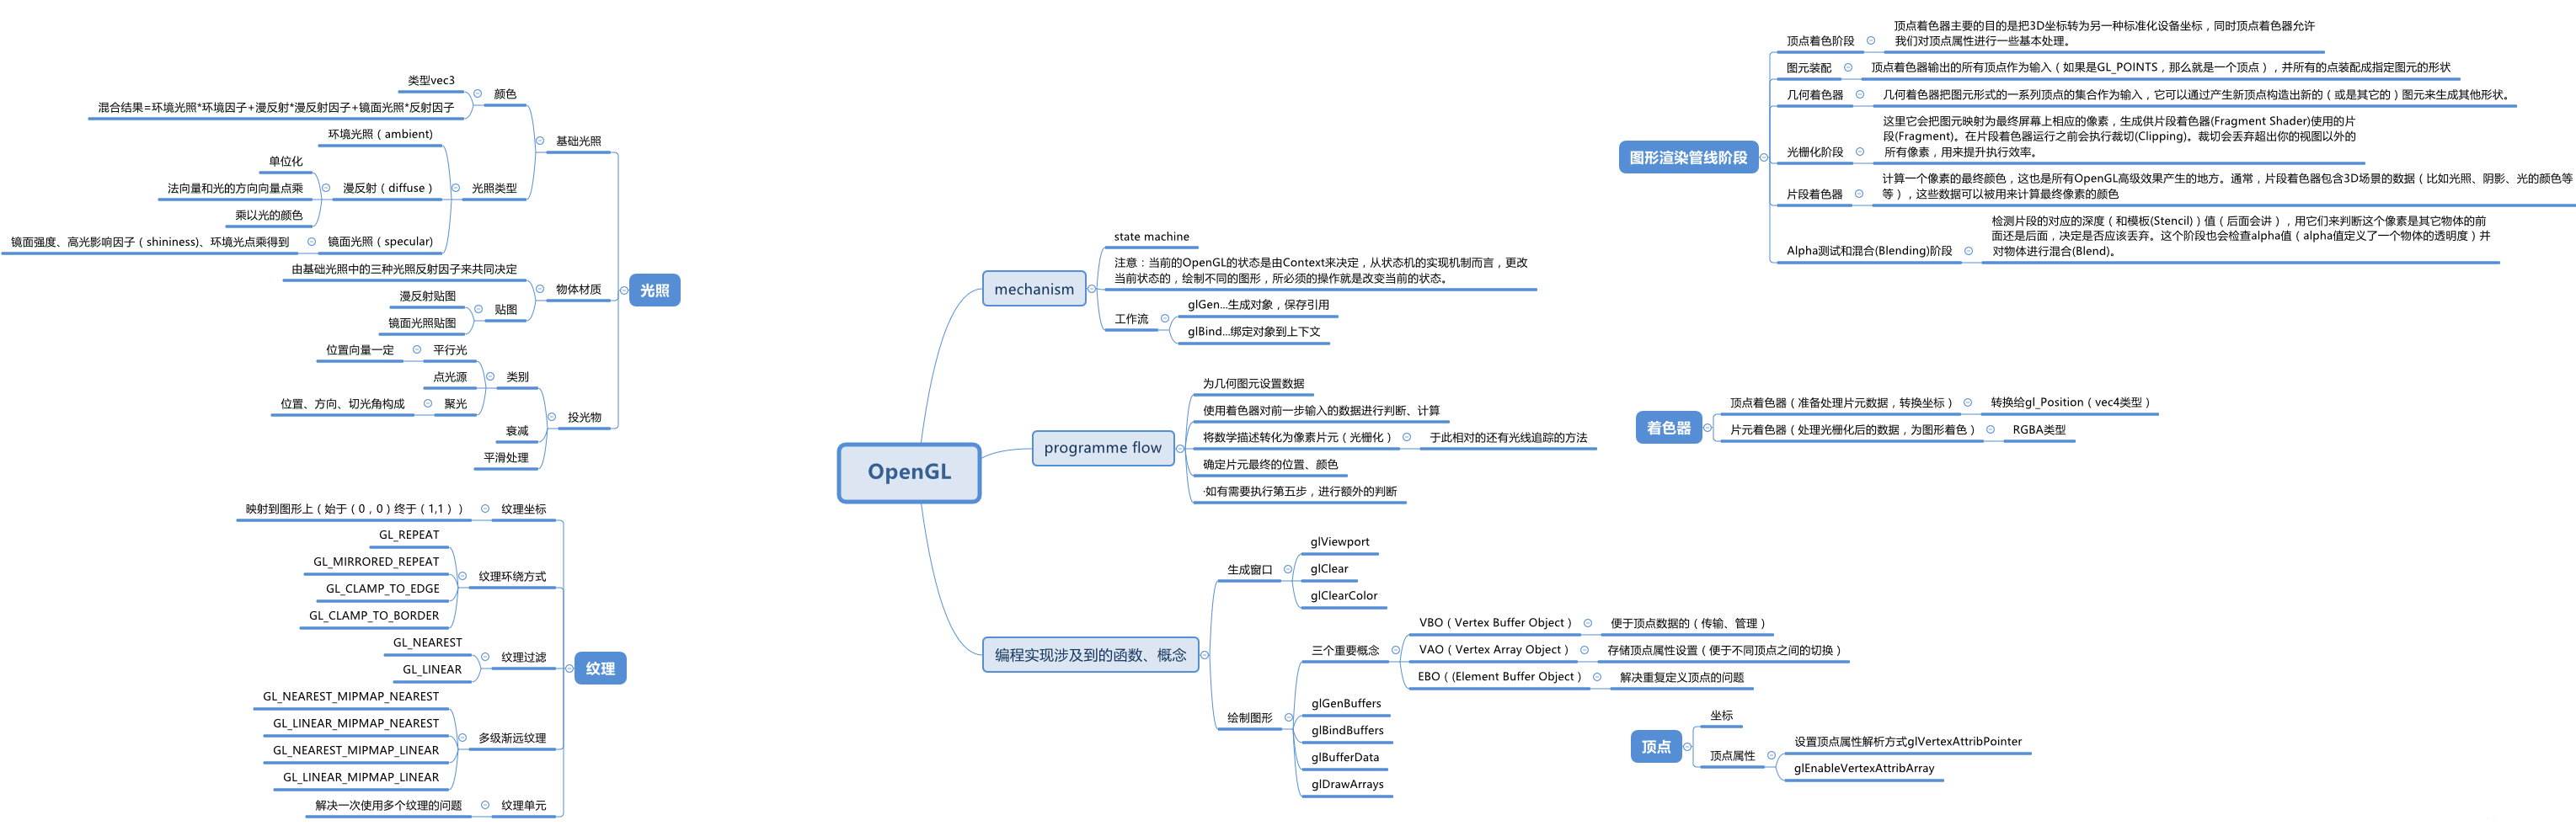 OpenGL
mechanism
state machine
注意：当前的OpenGL的状态是由Context来决定，从状态机的实现机制而言，更改
当前状态的，绘制不同的图形，所必须的操作就是改变当前的状态。
工作流
glGen...生成对象，保存引用
glBind...绑定对象到上下文
programme flow
为几何图元设置数据
使用着色器对前一步输入的数据进行判断、计算
将数学描述转化为像素片元（光栅化）
于此相对的还有光线追踪的方法
确定片元最终的位置、颜色
·如有需要执行第五步，进行额外的判断
编程实现涉及到的函数、概念
生成窗口
glViewport
glClear
glClearColor
绘制图形
三个重要概念
VBO（Vertex Buffer Object）
便于顶点数据的（传输、管理）
VAO（Vertex Array Object）
存储顶点属性设置（便于不同顶点之间的切换）
EBO（(Element Buffer Object）
解决重复定义顶点的问题
glGenBuffers
glBindBuffers
glBufferData
glDrawArrays
光照
基础光照
颜色
类型vec3
混合结果=环境光照*环境因子+漫反射*漫反射因子+镜面光照*反射因子
光照类型
环境光照（ambient)
漫反射（diffuse）
单位化
法向量和光的方向向量点乘
乘以光的颜色
镜面光照（specular)
镜面强度、高光影响因子（shininess)、环境光点乘得到
物体材质
由基础光照中的三种光照反射因子来共同决定
贴图
漫反射贴图
镜面光照贴图
投光物
类别
平行光
位置向量一定
点光源
聚光
位置、方向、切光角构成
衰减
平滑处理
纹理
纹理坐标
映射到图形上（始于（0，0）终于（1,1））
纹理环绕方式
GL_REPEAT
GL_MIRRORED_REPEAT
GL_CLAMP_TO_EDGE
GL_CLAMP_TO_BORDER
纹理过滤
GL_NEAREST
GL_LINEAR
多级渐远纹理
GL_NEAREST_MIPMAP_NEAREST
GL_LINEAR_MIPMAP_NEAREST
GL_NEAREST_MIPMAP_LINEAR
GL_LINEAR_MIPMAP_LINEAR
纹理单元
解决一次使用多个纹理的问题
图形渲染管线阶段
顶点着色阶段
顶点着色器主要的目的是把3D坐标转为另一种标准化设备坐标，同时顶点着色器允许
我们对顶点属性进行一些基本处理。
图元装配
顶点着色器输出的所有顶点作为输入（如果是GL_POINTS，那么就是一个顶点），并所有的点装配成指定图元的形状
几何着色器
几何着色器把图元形式的一系列顶点的集合作为输入，它可以通过产生新顶点构造出新的（或是其它的）图元来生成其他形状。
光栅化阶段
这里它会把图元映射为最终屏幕上相应的像素，生成供片段着色器(Fragment Shader)使用的片
段(Fragment)。在片段着色器运行之前会执行裁切(Clipping)。裁切会丢弃超出你的视图以外的
所有像素，用来提升执行效率。
片段着色器
计算一个像素的最终颜色，这也是所有OpenGL高级效果产生的地方。通常，片段着色器包含3D场景的数据（比如光照、阴影、光的颜色等
等），这些数据可以被用来计算最终像素的颜色
Alpha测试和混合(Blending)阶段
检测片段的对应的深度（和模板(Stencil)）值（后面会讲），用它们来判断这个像素是其它物体的前
面还是后面，决定是否应该丢弃。这个阶段也会检查alpha值（alpha值定义了一个物体的透明度）并
对物体进行混合(Blend)。
着色器
顶点着色器（准备处理片元数据，转换坐标）
转换给gl_Position（vec4类型）
片元着色器（处理光栅化后的数据，为图形着色）
RGBA类型
顶点
坐标
顶点属性
设置顶点属性解析方式glVertexAttribPointer
glEnableVertexAttribArray